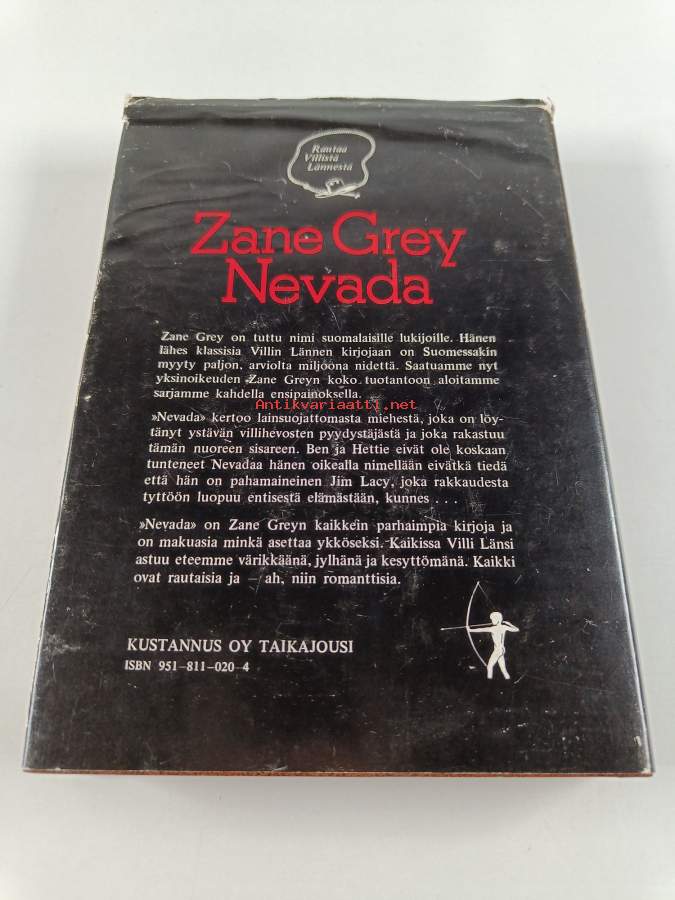 Rautaa
Villistä
Lännestä
Zane Grey
Nevada
Zane Grey on tuttu nimi suomalaisille lukijoille. Hänen
lähes klassisia Villin Lännen kirjojaan on Suomessakin
myyty paljon, arviolta miljoona nidettä. Saatuamme nyt
yksinoikeuden Zane Greyn koko tuotantoon aloitamme
sarjamme kahdella ensipainoksella.
Antikvariaatti.net
»Nevada» kertoo lainsuojattomasta miehestä, joka on löy-
tänyt ystävän villihevosten pyydystäjästä ja joka rakastuu
tämän nuoreen sisareen. Ben ja Hettie eivät ole koskaan
tunteneet Nevadaa hänen oikealla nimellään eivätkä tiedä
että hän on pahamaineinen Jim Lacy, joka rakkaudesta
tyttöön luopuu entisestä elämästään, kunnes . . .
»Nevada» on Zane Greyn kaikkein parhaimpia kirjoja ja
on makuasia minkä asettaa ykköseksi. Kaikissa Villi Länsi
astuu eteemme värikkäänä, jylhänä ja kesyttömänä. Kaikki
ovat rautaisia ja — ah, niin romanttisia.
KUSTANNUS OY TAIKAJOUSI
ISBN 951–811–020–4